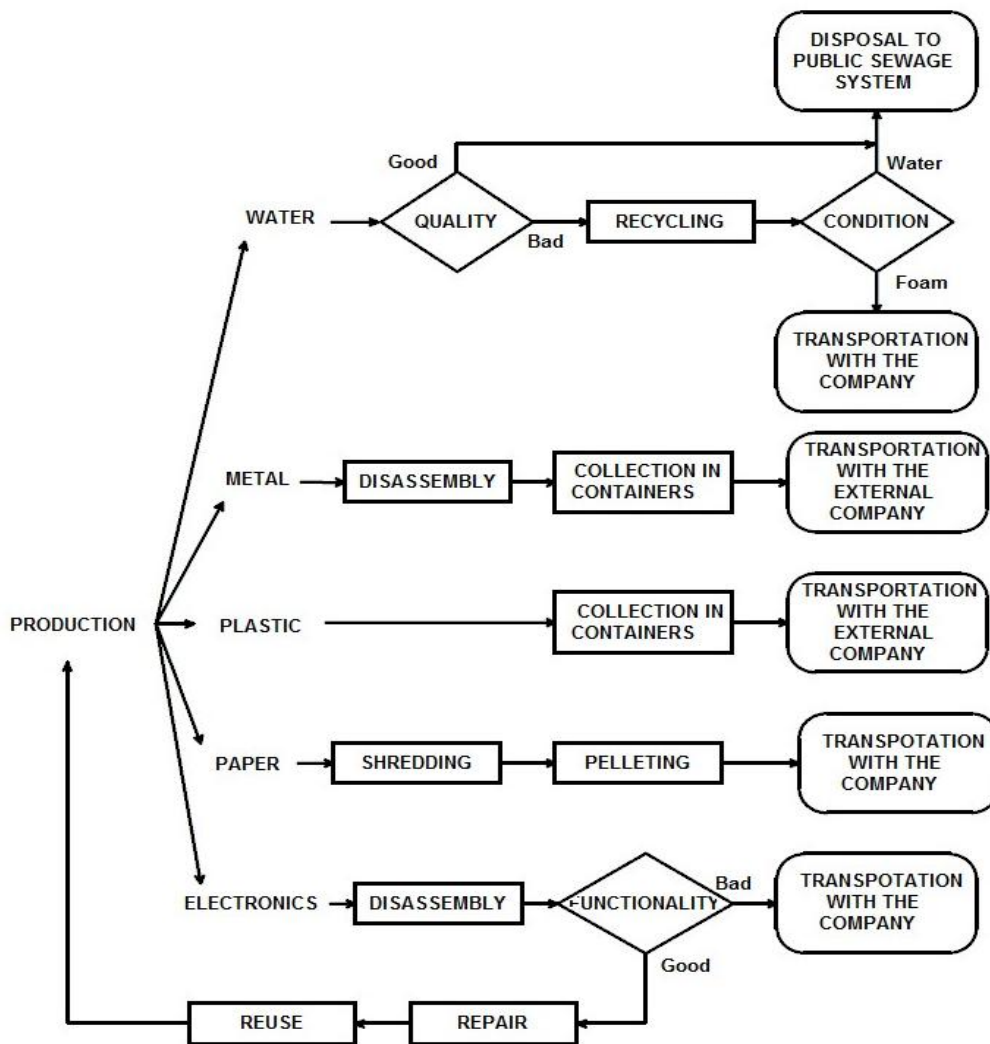 DISPOSAL TO
PUBLIC SEWAGE
SYSTEM
Good
Water
WATER
QUALITY
Bad
RECYCLING
CONDITION
Foam
TRANSPORTATION
WITH THE
COMPANY
METAL
DISASSEMBLY
COLLECTION IN
CONTAINERS
TRANSPORTATION
WITH THE
EXTERNAL
COMPANY
PRODUCTION
PLASTIC
COLLECTION IN
CONTAINERS
TRANSPORTATION
WITH THE
EXTERNAL
COMPANY
PAPER
SHREDDING
PELLETING
TRANSPOTATION
WITH THE
COMPANY
ELECTRONICS
DISASSEMBLY
FUNCTIONALITY
Bad
TRANSPOTATION
WITH THE
COMPANY
Good
REUSE
REPAIR